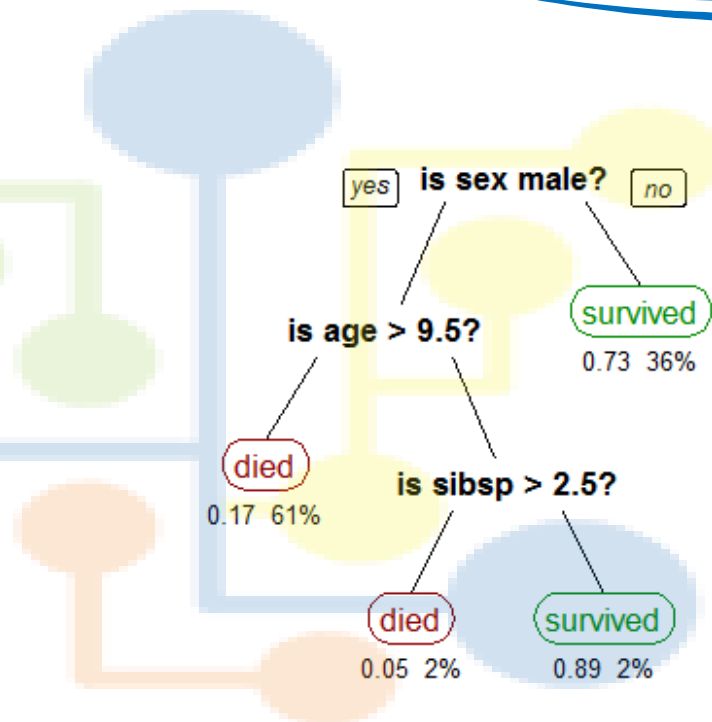 yes is sex male? no
survived
0.73 36%
is age > 9.5?
died
0.17 61%
is sibsp > 2.5?
died survived
0.05 2% 0.89 2%